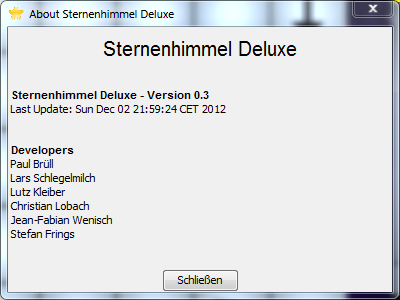 About Sternenhimmel Deluxe
Sternenhimmel Deluxe
Sternenhimmel Deluxe - Version 0.3
Last Update: Sun Dec 02 21:59:24 CET 2012
Developers
Paul Brüll
Lars Schlegelmilch
Lutz Kleiber
Christian Lobach
Jean-Fabian Wenisch
Stefan Frings
Schließen